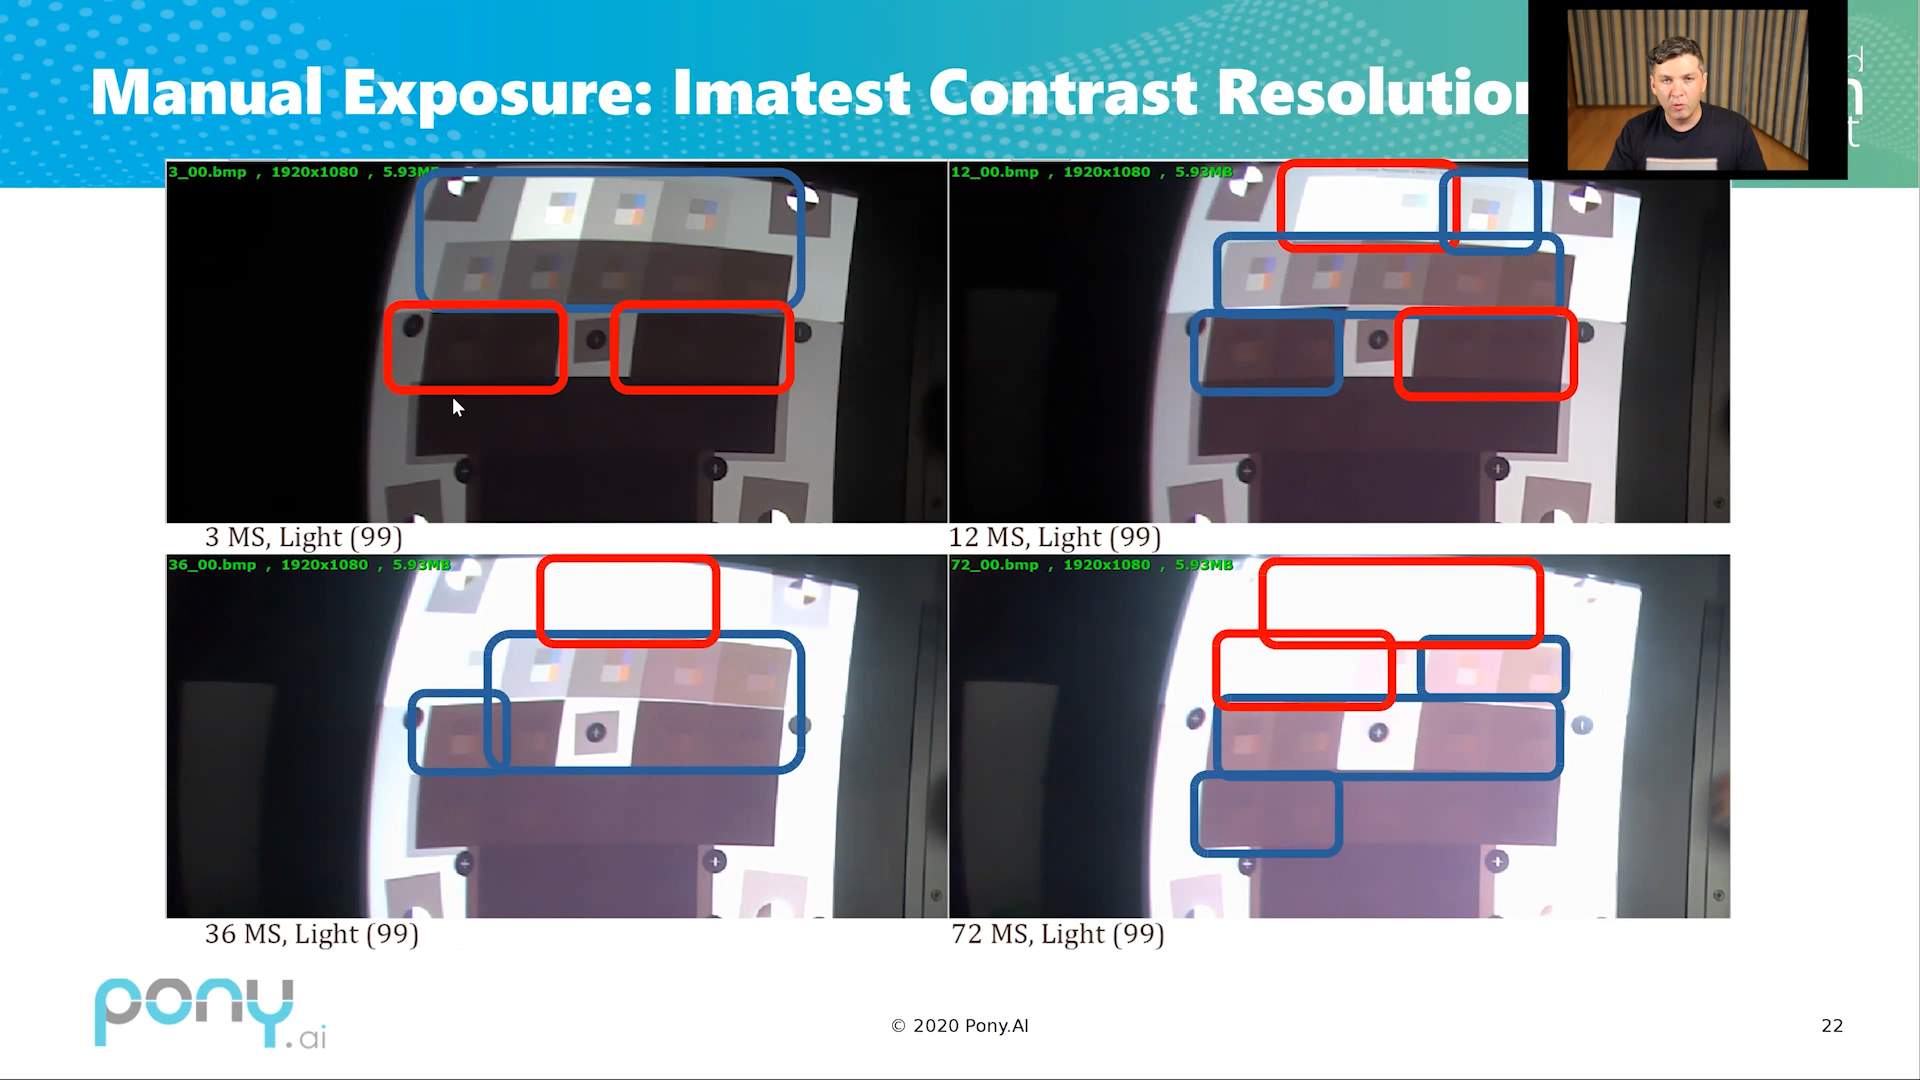 Manual Exposure: Imatest Contrast Resolution
3_00.bmp , 1920x1080 , 5.93MB
12_00.bmp , 1920x1080 , 5.93MB
3 MS, Light (99)
12 MS, Light (99)
36_00.bmp , 1920x1080 , 5.93MB
72_00.bmp , 1920x1080 , 5.93MB
36 MS, Light (99)
72 MS, Light (99)
pony.ai
© 2020 Pony.AI
22